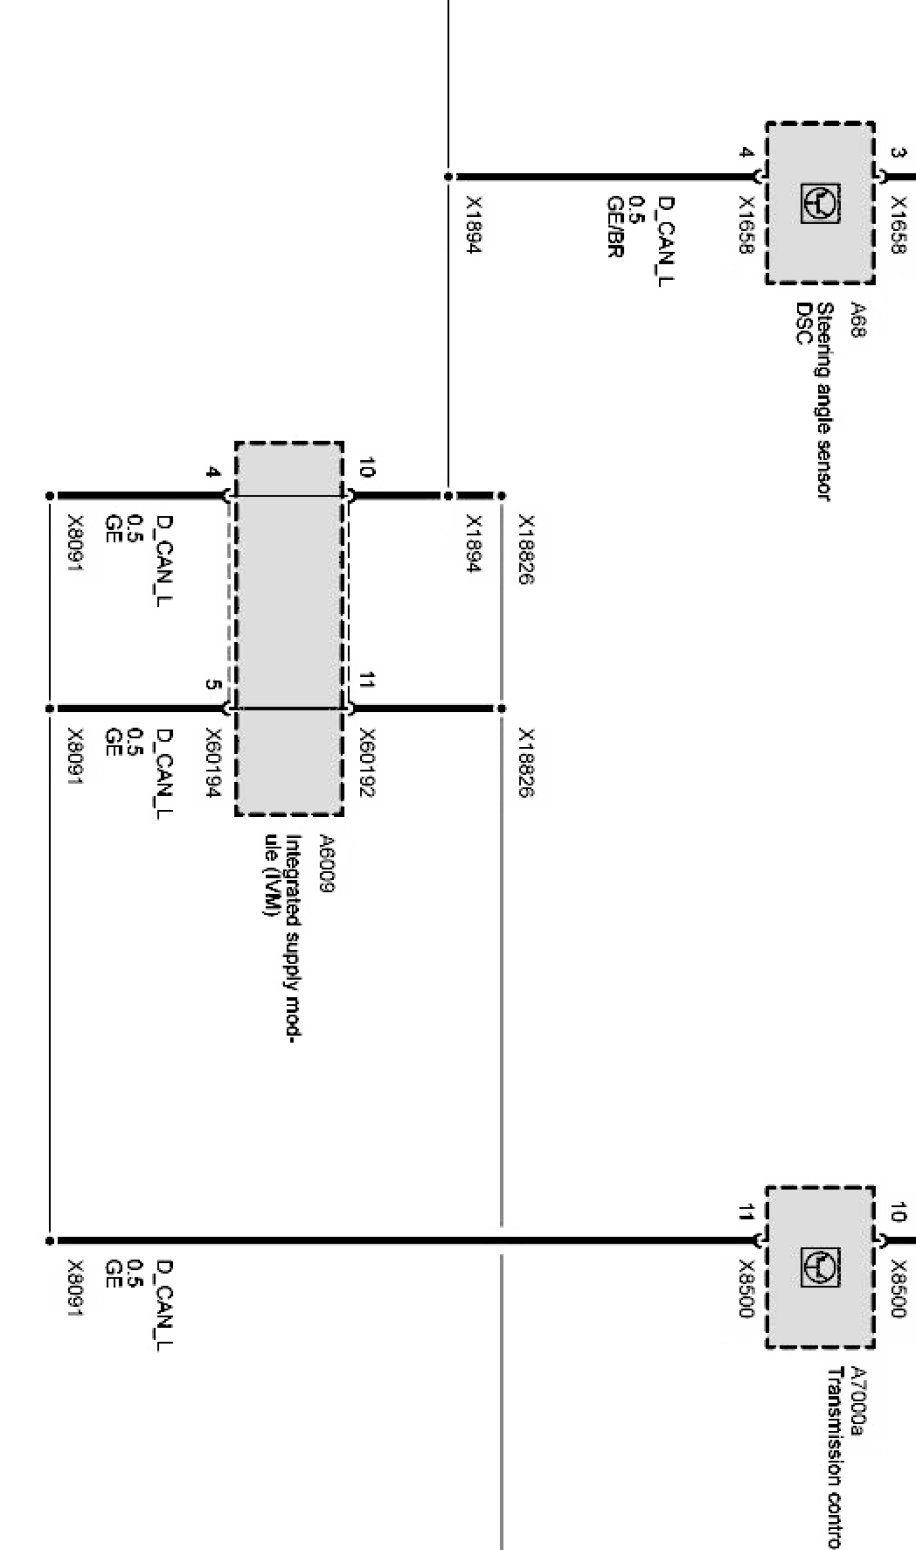 3
X1658
A68
Steering angle sensor
DSC
4
X1658
D_CAN_L
0.5
GE/BR
X1894
X18826
X1894
10
4
D_CAN_L
0.5
GE
X8091
X18826
11
X60192
5
X60194
D_CAN_L
0.5
GE
X8091
A6009
Integrated supply mod-
ule (IVM)
10
X8500
A7000a
Transmission contro
11
X8500
D_CAN_L
0.5
GE
X8091